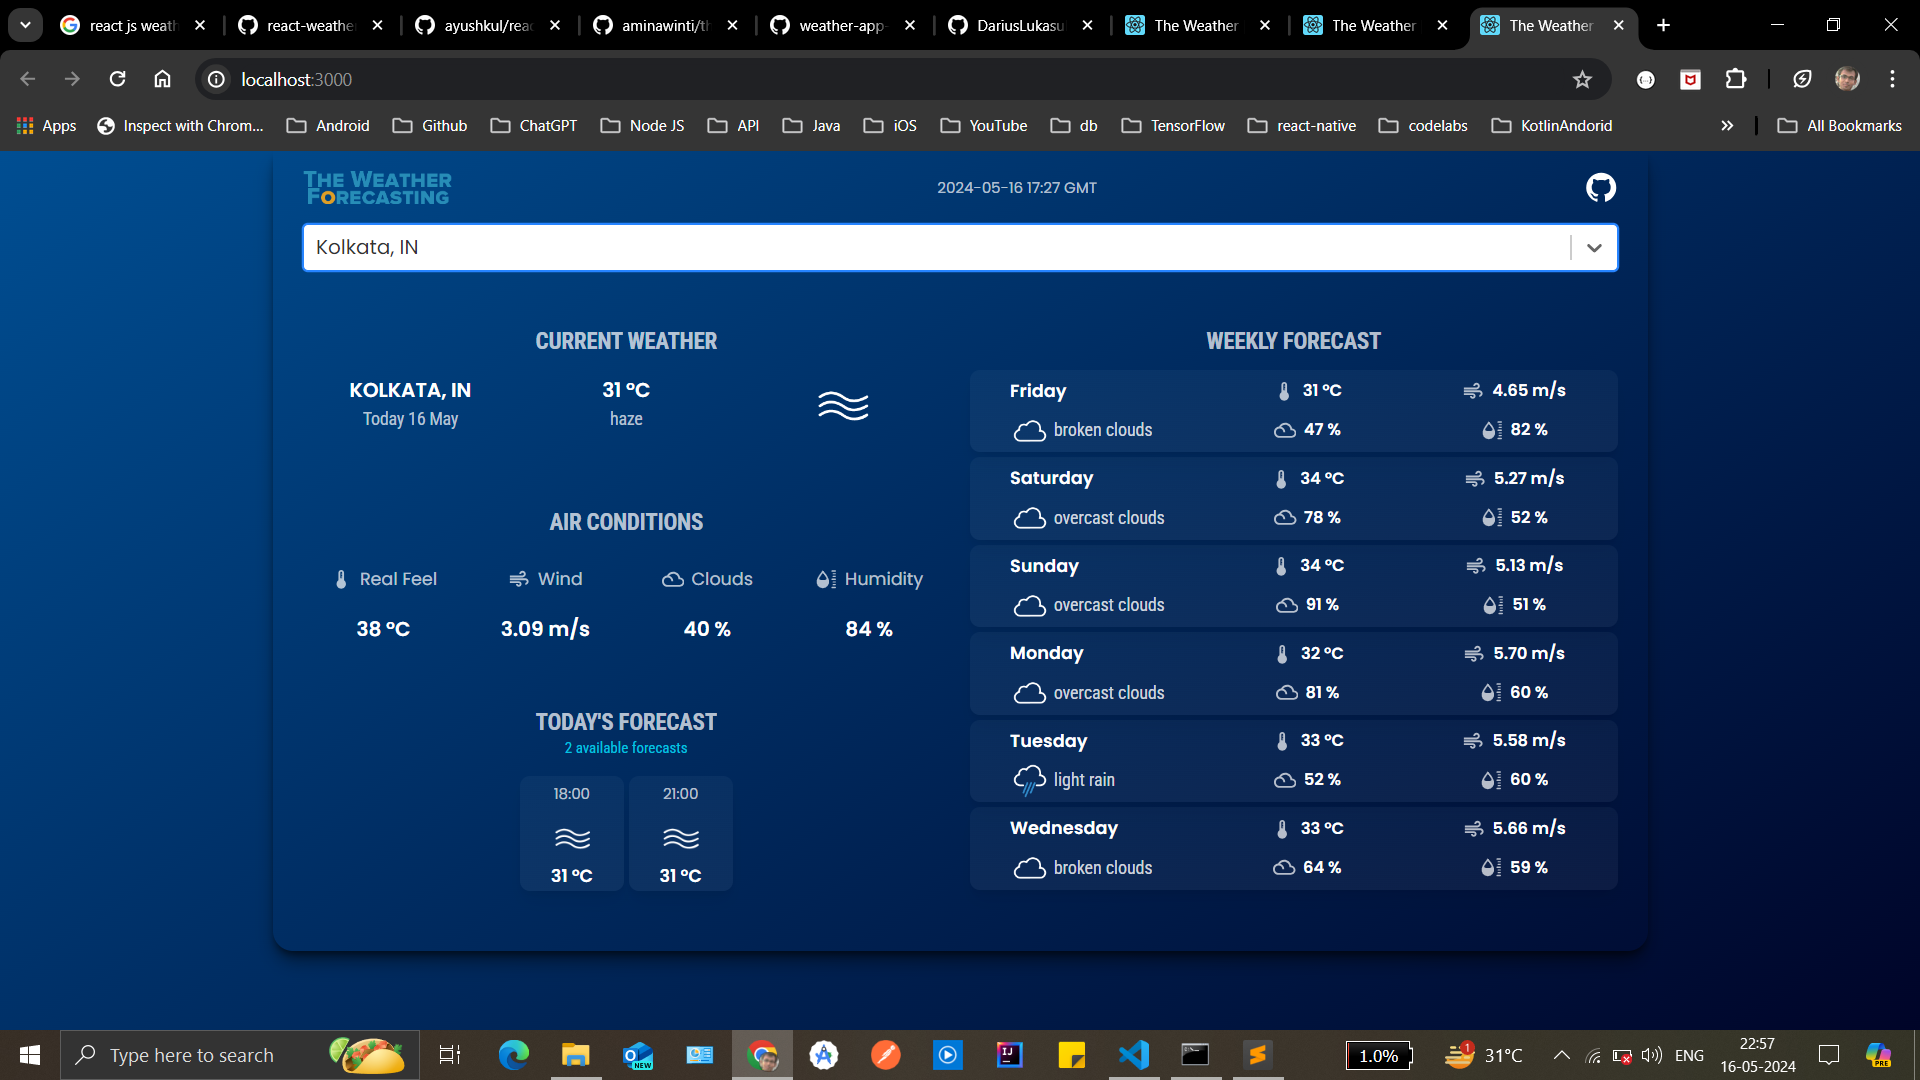 react js weath
react-weathe
ayushkul/reac
aminawinti/th
weather-app-
DariusLukasu
The Weather
The Weather
The Weather
localhost:3000
Apps
Inspect with Chrom...
Android
Github
ChatGPT
Node JS
API
Java
iOS
YouTube
db
TensorFlow
react-native
codelabs
KotlinAndorid
All Bookmarks
THE WEATHER
FORECASTING
2024-05-16 17:27 GMT
Kolkata, IN
CURRENT WEATHER
KOLKATA, IN
Today 16 May
31 °C
haze
AIR CONDITIONS
Real Feel
Wind
Clouds
Humidity
38 °C
3.09 m/s
40 %
84 %
TODAY'S FORECAST
2 available forecasts
18:00
31 °C
21:00
31 °C
WEEKLY FORECAST
Friday
31 °C
4.65 m/s
broken clouds
47 %
82 %
Saturday
34 °C
5.27 m/s
overcast clouds
78 %
52 %
Sunday
34 °C
5.13 m/s
overcast clouds
91 %
51 %
Monday
32 °C
5.70 m/s
overcast clouds
81 %
60 %
Tuesday
33 °C
5.58 m/s
light rain
52 %
60 %
Wednesday
33 °C
5.66 m/s
broken clouds
64 %
59 %
Type here to search
NEW
IJ
1.0%
1
31°C
ENG
22:57
16-05-2024
PRE